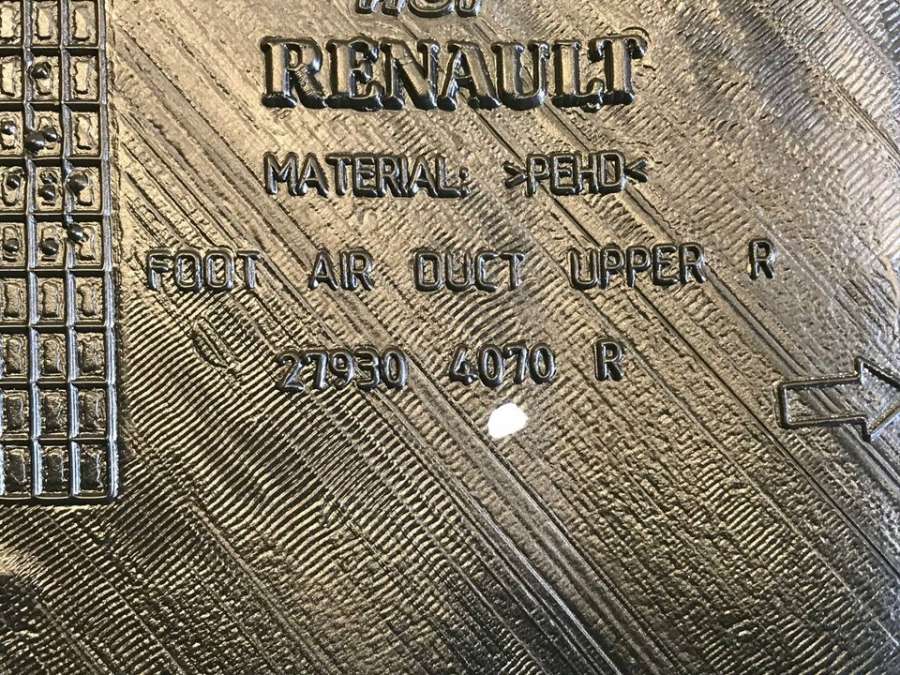 RENAULT
MATERIAL: >PEHD<
FOOT AIR DUCT UPPER R
27930 4070 R